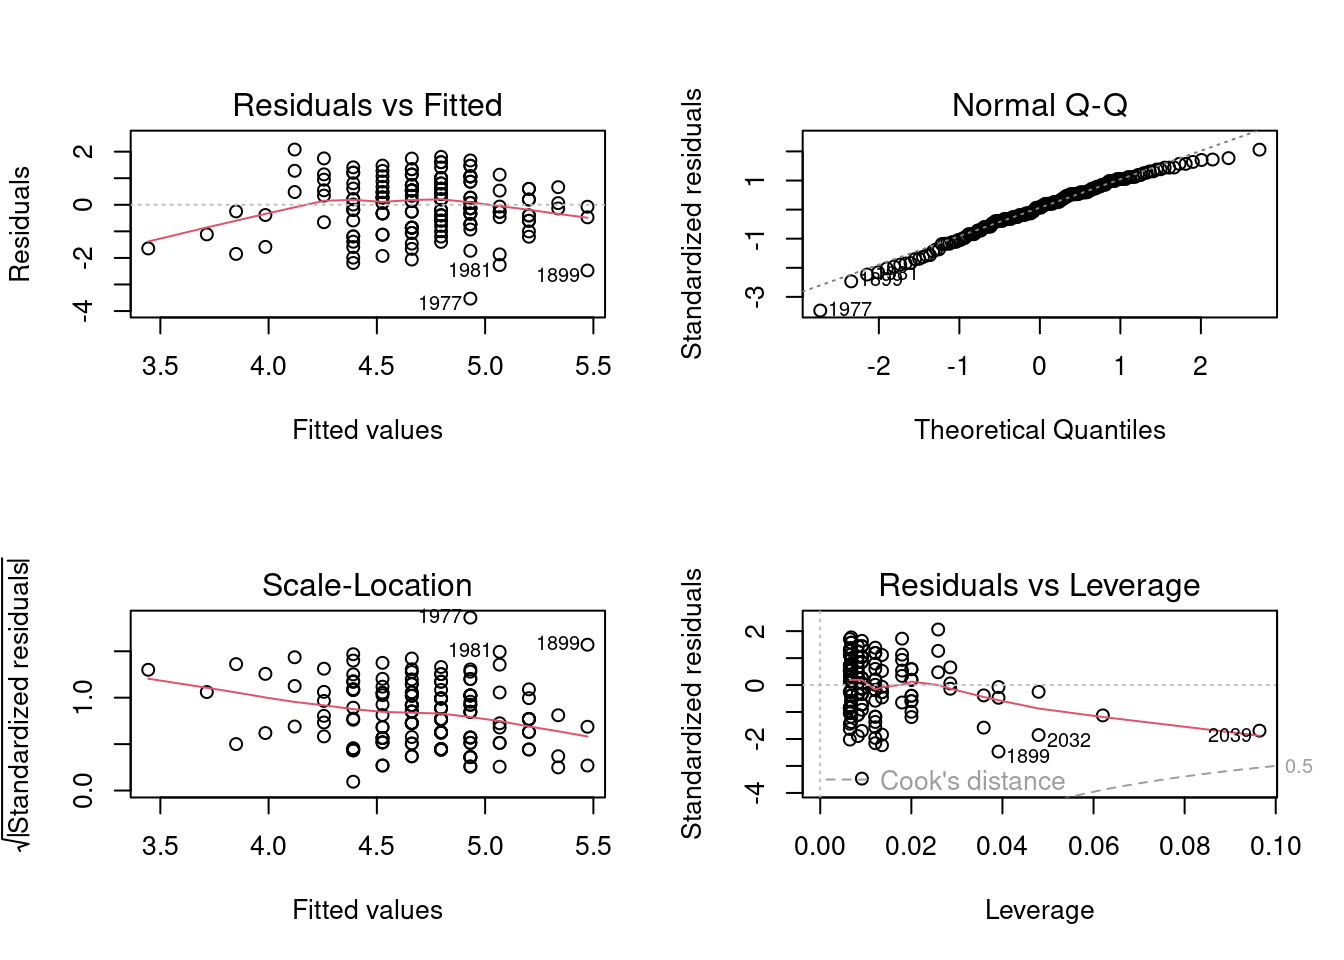 Residuals vs Fitted
Residuals
2
0
-2
-4
1981
1899
1977
3.5 4.0 4.5 5.0 5.5
Fitted values
Normal Q-Q
Standardized residuals
1
-1
-3
1899
1981
1977
-2 -1 0 1 2
Theoretical Quantiles
Scale-Location
√|Standardized residuals|
1.0
0.0
1977
1981
1899
3.5 4.0 4.5 5.0 5.5
Fitted values
Residuals vs Leverage
Standardized residuals
2
0
-2
-4
2039
2032
1899
Cook's distance
0.5
0.00 0.02 0.04 0.06 0.08 0.10
Leverage